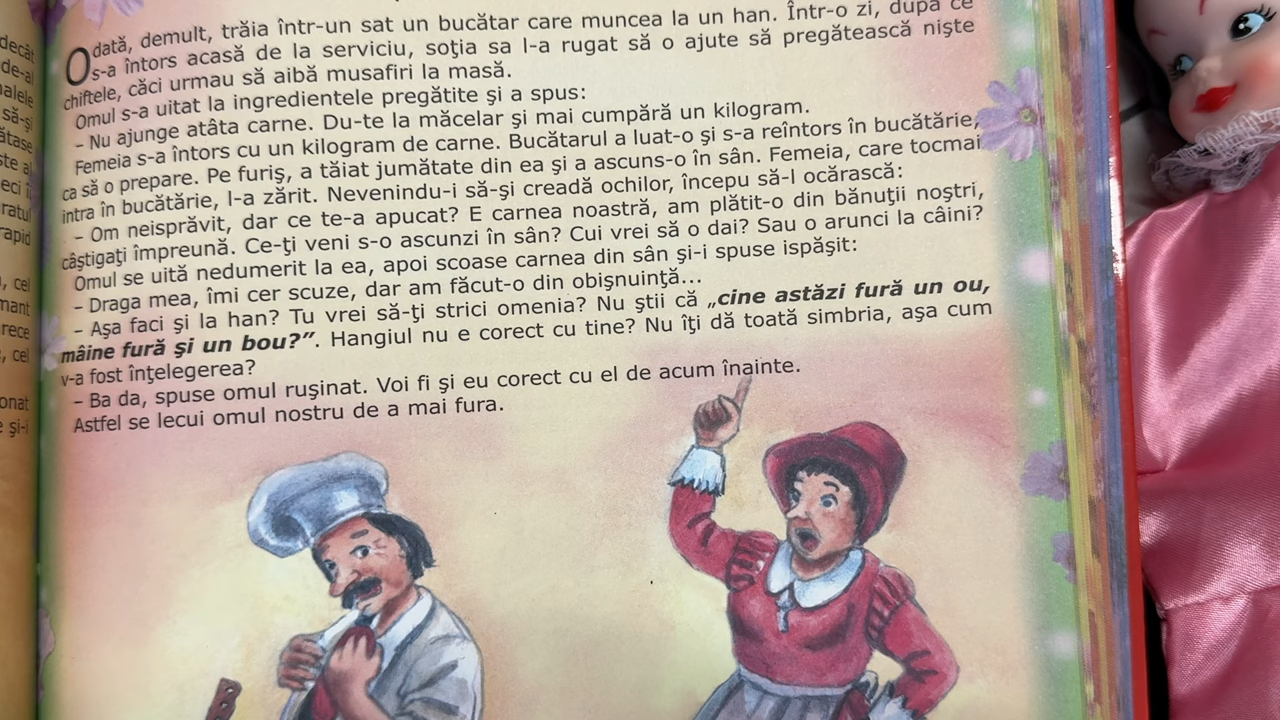 Odată, demult, trăia într-un sat un bucătar care muncea la un han. Într-o zi, după ce
s-a întors acasă de la serviciu, soţia sa l-a rugat să o ajute să pregătească nişte
chiftele, căci urmau să aibă musafiri la masă.
Omul s-a uitat la ingredientele pregătite şi a spus:
– Nu ajunge atâta carne. Du-te la măcelar şi mai cumpără un kilogram.
Femeia s-a întors cu un kilogram de carne. Bucătarul a luat-o şi s-a reîntors în bucătărie,
ca să o prepare. Pe furiş, a tăiat jumătate din ea şi a ascuns-o în sân. Femeia, care tocmai
intra în bucătărie, l-a zărit. Nevenindu-i să-şi creadă ochilor, începu să-l ocărască:
– Om neisprăvit, dar ce te-a apucat? E carnea noastră, am plătit-o din bănuţii noştri,
câştigaţi împreună. Ce-ţi veni s-o ascunzi în sân? Cui vrei să o dai? Sau o arunci la câini?
Omul se uită nedumerit la ea, apoi scoase carnea din sân şi-i spuse ispăşit:
– Draga mea, îmi cer scuze, dar am făcut-o din obişnuinţă...
– Aşa faci şi la han? Tu vrei să-ţi strici omenia? Nu ştii că „cine astăzi fură un ou,
mâine fură şi un bou?”. Hangiul nu e corect cu tine? Nu îţi dă toată simbria, aşa cum
v-a fost înţelegerea?
– Ba da, spuse omul ruşinat. Voi fi şi eu corect cu el de acum înainte.
Astfel se lecui omul nostru de a mai fura.